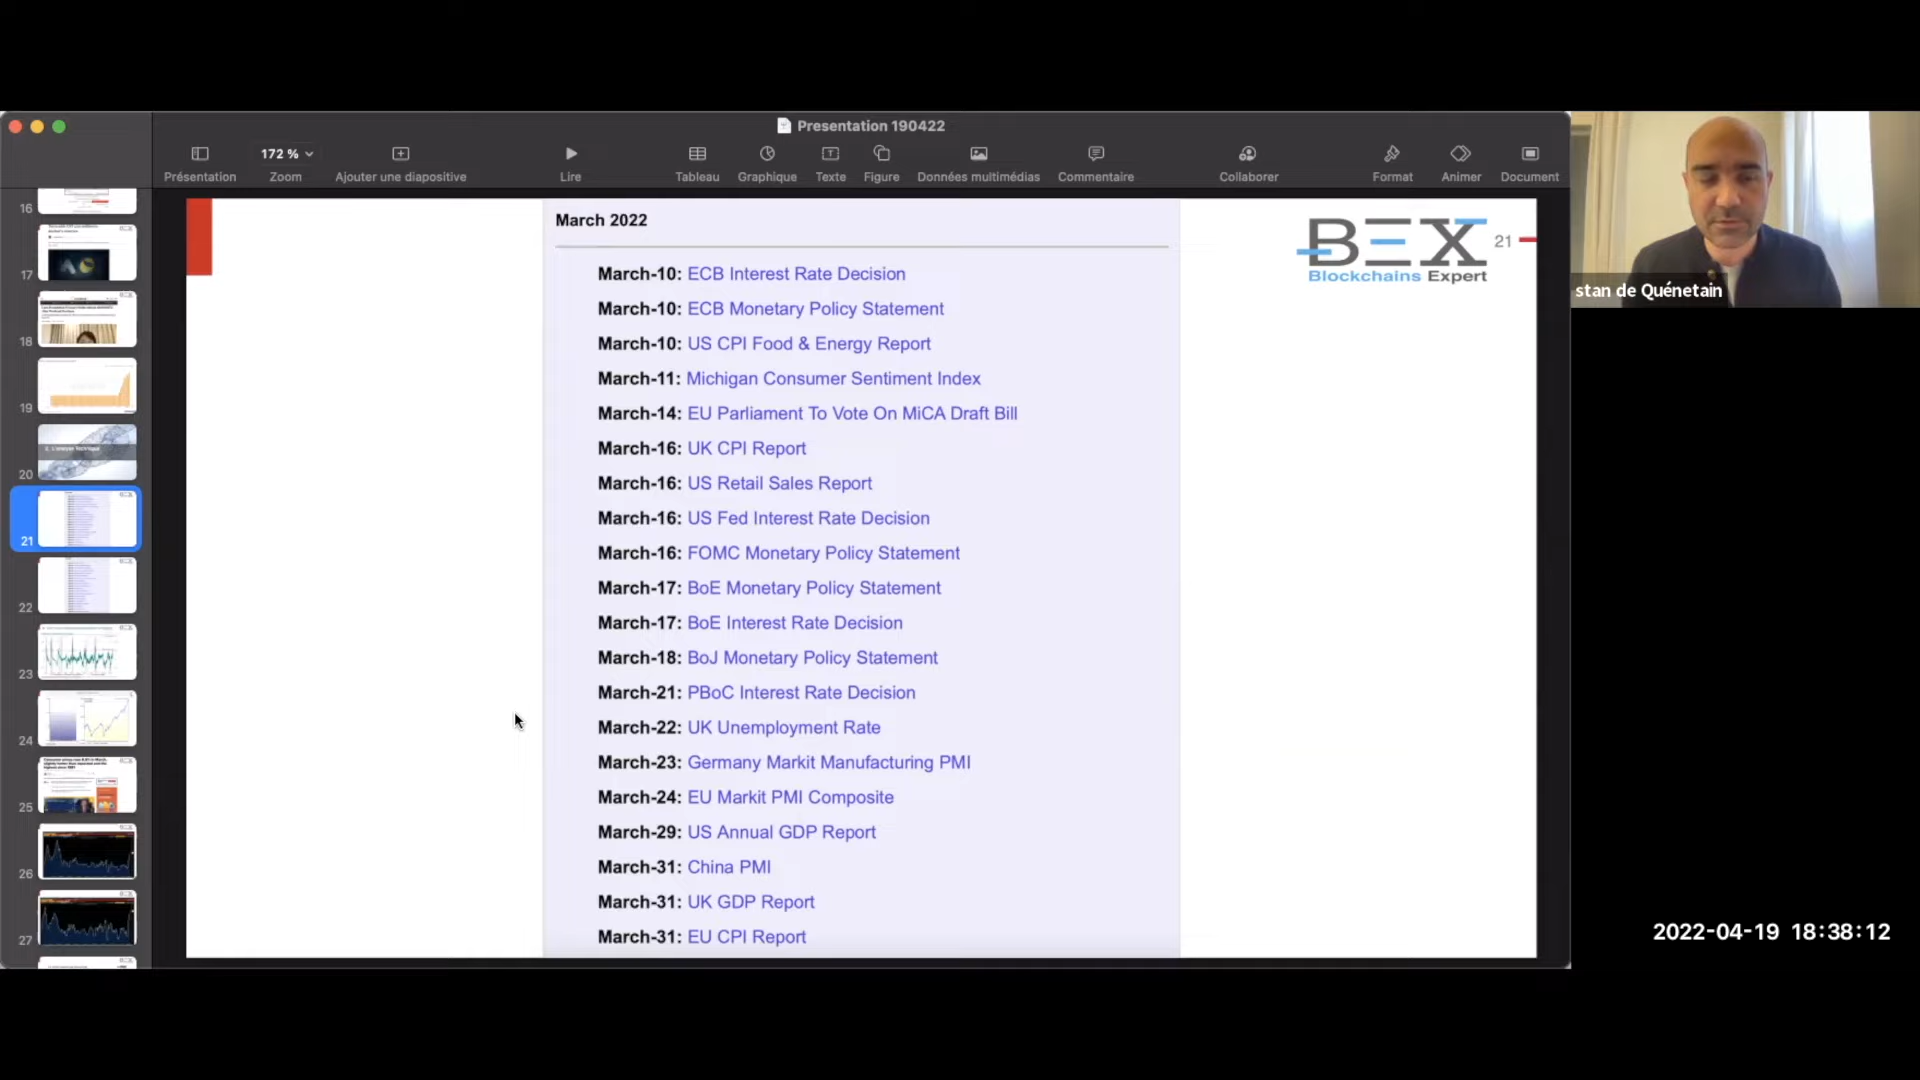 Presentation 190422
172 %
Présentation
Zoom
Ajouter une diapositive
Lire
Tableau
Graphique
Texte
Figure
Données multimédias
Commentaire
Collaborer
Format
Animer
Document
16
17
18
19
20
21
22
23
24
25
26
27
March 2022
March-10: ECB Interest Rate Decision
March-10: ECB Monetary Policy Statement
March-10: US CPI Food & Energy Report
March-11: Michigan Consumer Sentiment Index
March-14: EU Parliament To Vote On MiCA Draft Bill
March-16: UK CPI Report
March-16: US Retail Sales Report
March-16: US Fed Interest Rate Decision
March-16: FOMC Monetary Policy Statement
March-17: BoE Monetary Policy Statement
March-17: BoE Interest Rate Decision
March-18: BoJ Monetary Policy Statement
March-21: PBoC Interest Rate Decision
March-22: UK Unemployment Rate
March-23: Germany Markit Manufacturing PMI
March-24: EU Markit PMI Composite
March-29: US Annual GDP Report
March-31: China PMI
March-31: UK GDP Report
March-31: EU CPI Report
BEX
Blockchains Expert
21
stan de Quénetain
2022-04-19 18:38:12